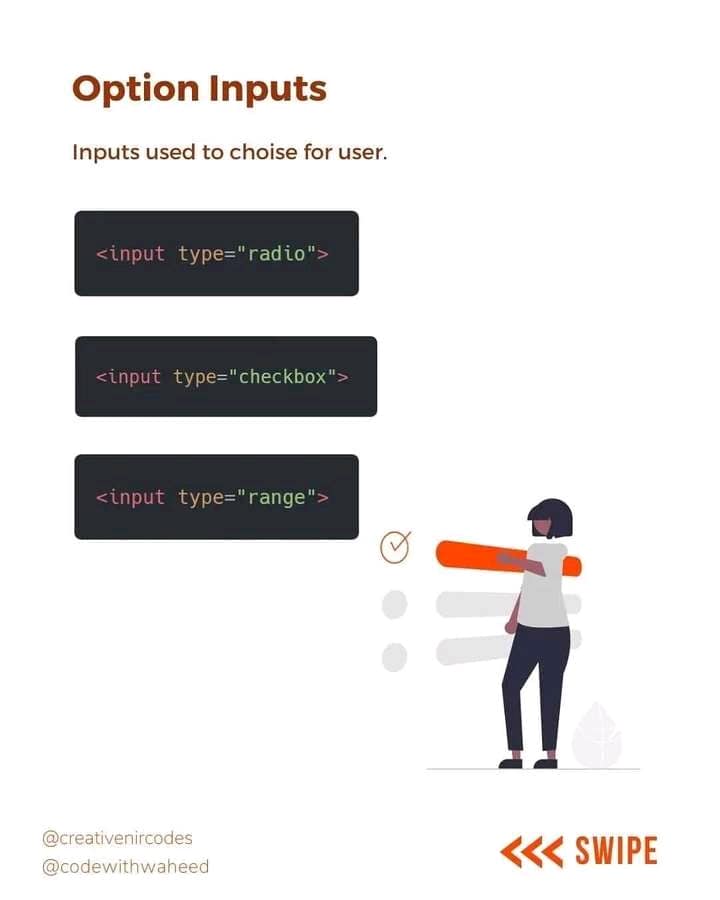 Option Inputs
Inputs used to choise for user.
<input type="radio">
<input type="checkbox">
<input type="range">
@creativenircodes
@codewithwaheed
<<< SWIPE